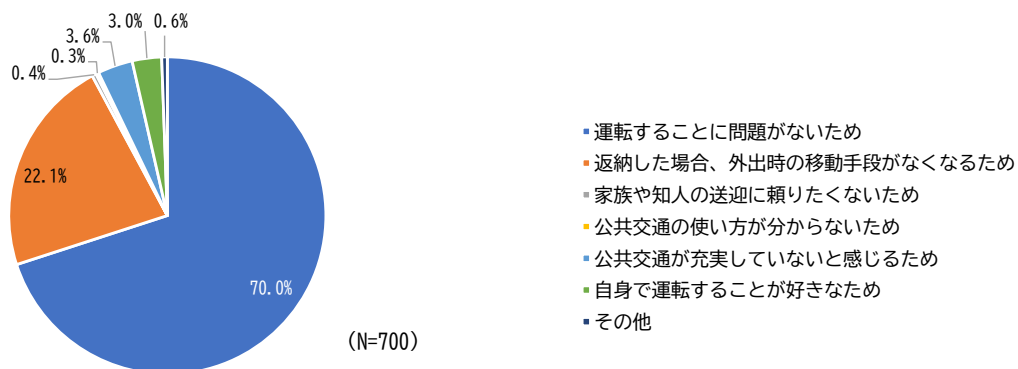 3.0%
0.6%
3.6%
0.3%
0.4%
22.1%
70.0%
(N=700)
運転することに問題がないため
返納した場合、外出時の移動手段がなくなるため
家族や知人の送迎に頼りたくないため
公共交通の使い方が分からないため
公共交通が充実していないと感じるため
自身で運転することが好きなため
その他